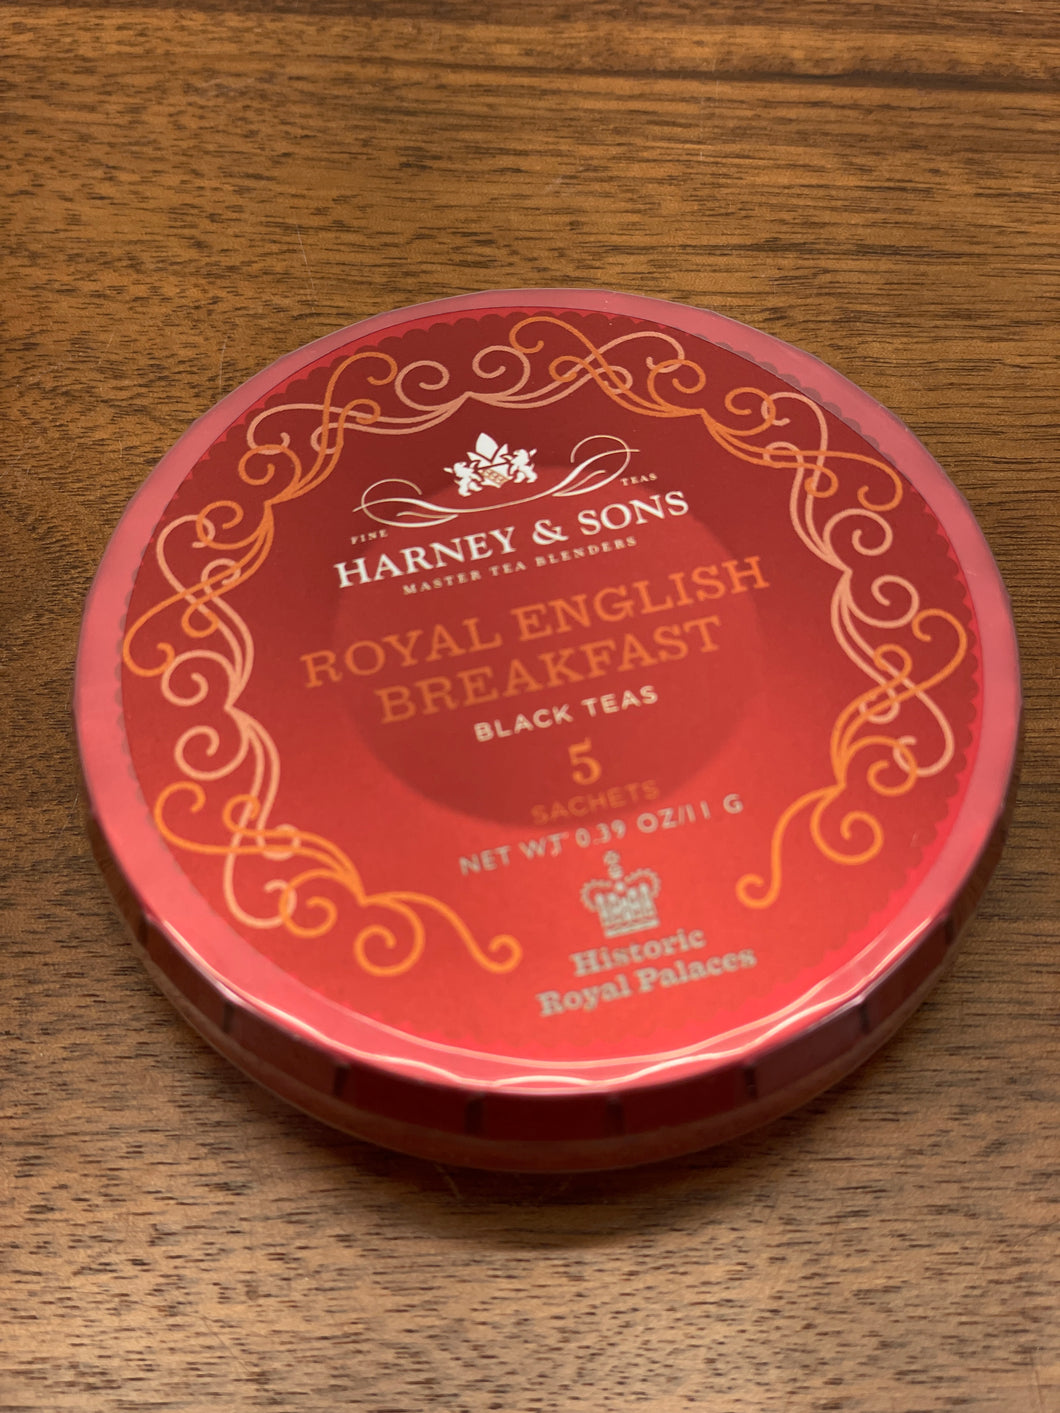 FINE TEAS
HARNEY & SONS
MASTER TEA BLENDERS
ROYAL ENGLISH
BREAKFAST
BLACK TEAS
5
SACHETS
NET WT 0.39 OZ/11 G
Historic
Royal Palaces